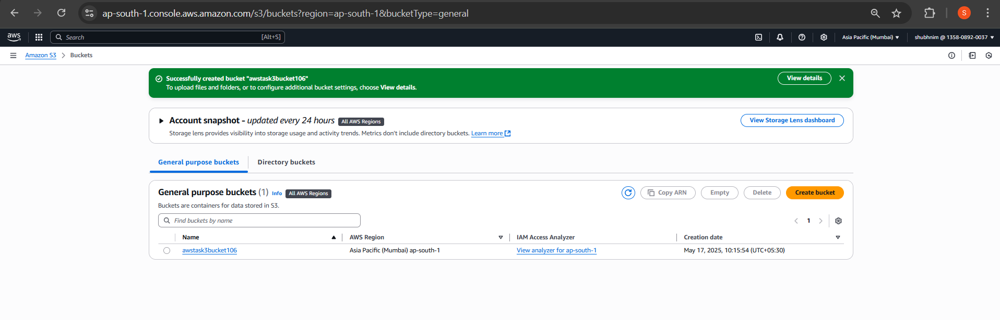 ap-south-1.console.aws.amazon.com/s3/buckets?region=ap-south-1&bucketType=general
S
aws
Search
[Alt+S]
Asia Pacific (Mumbai) ▼
shubhnim @ 1358-0892-0037 ▼
Amazon S3 > Buckets
Successfully created bucket "awstask3bucket106"
To upload files and folders, or to configure additional bucket settings, choose View details.
View details
Account snapshot - updated every 24 hours All AWS Regions
Storage lens provides visibility into storage usage and activity trends. Metrics don't include directory buckets. Learn more
View Storage Lens dashboard
General purpose buckets
Directory buckets
General purpose buckets (1) Info All AWS Regions
Buckets are containers for data stored in S3.
Copy ARN
Empty
Delete
Create bucket
Find buckets by name
< 1 >
Name AWS Region IAM Access Analyzer Creation date
awstask3bucket106 Asia Pacific (Mumbai) ap-south-1 View analyzer for ap-south-1 May 17, 2025, 10:15:54 (UTC+05:30)